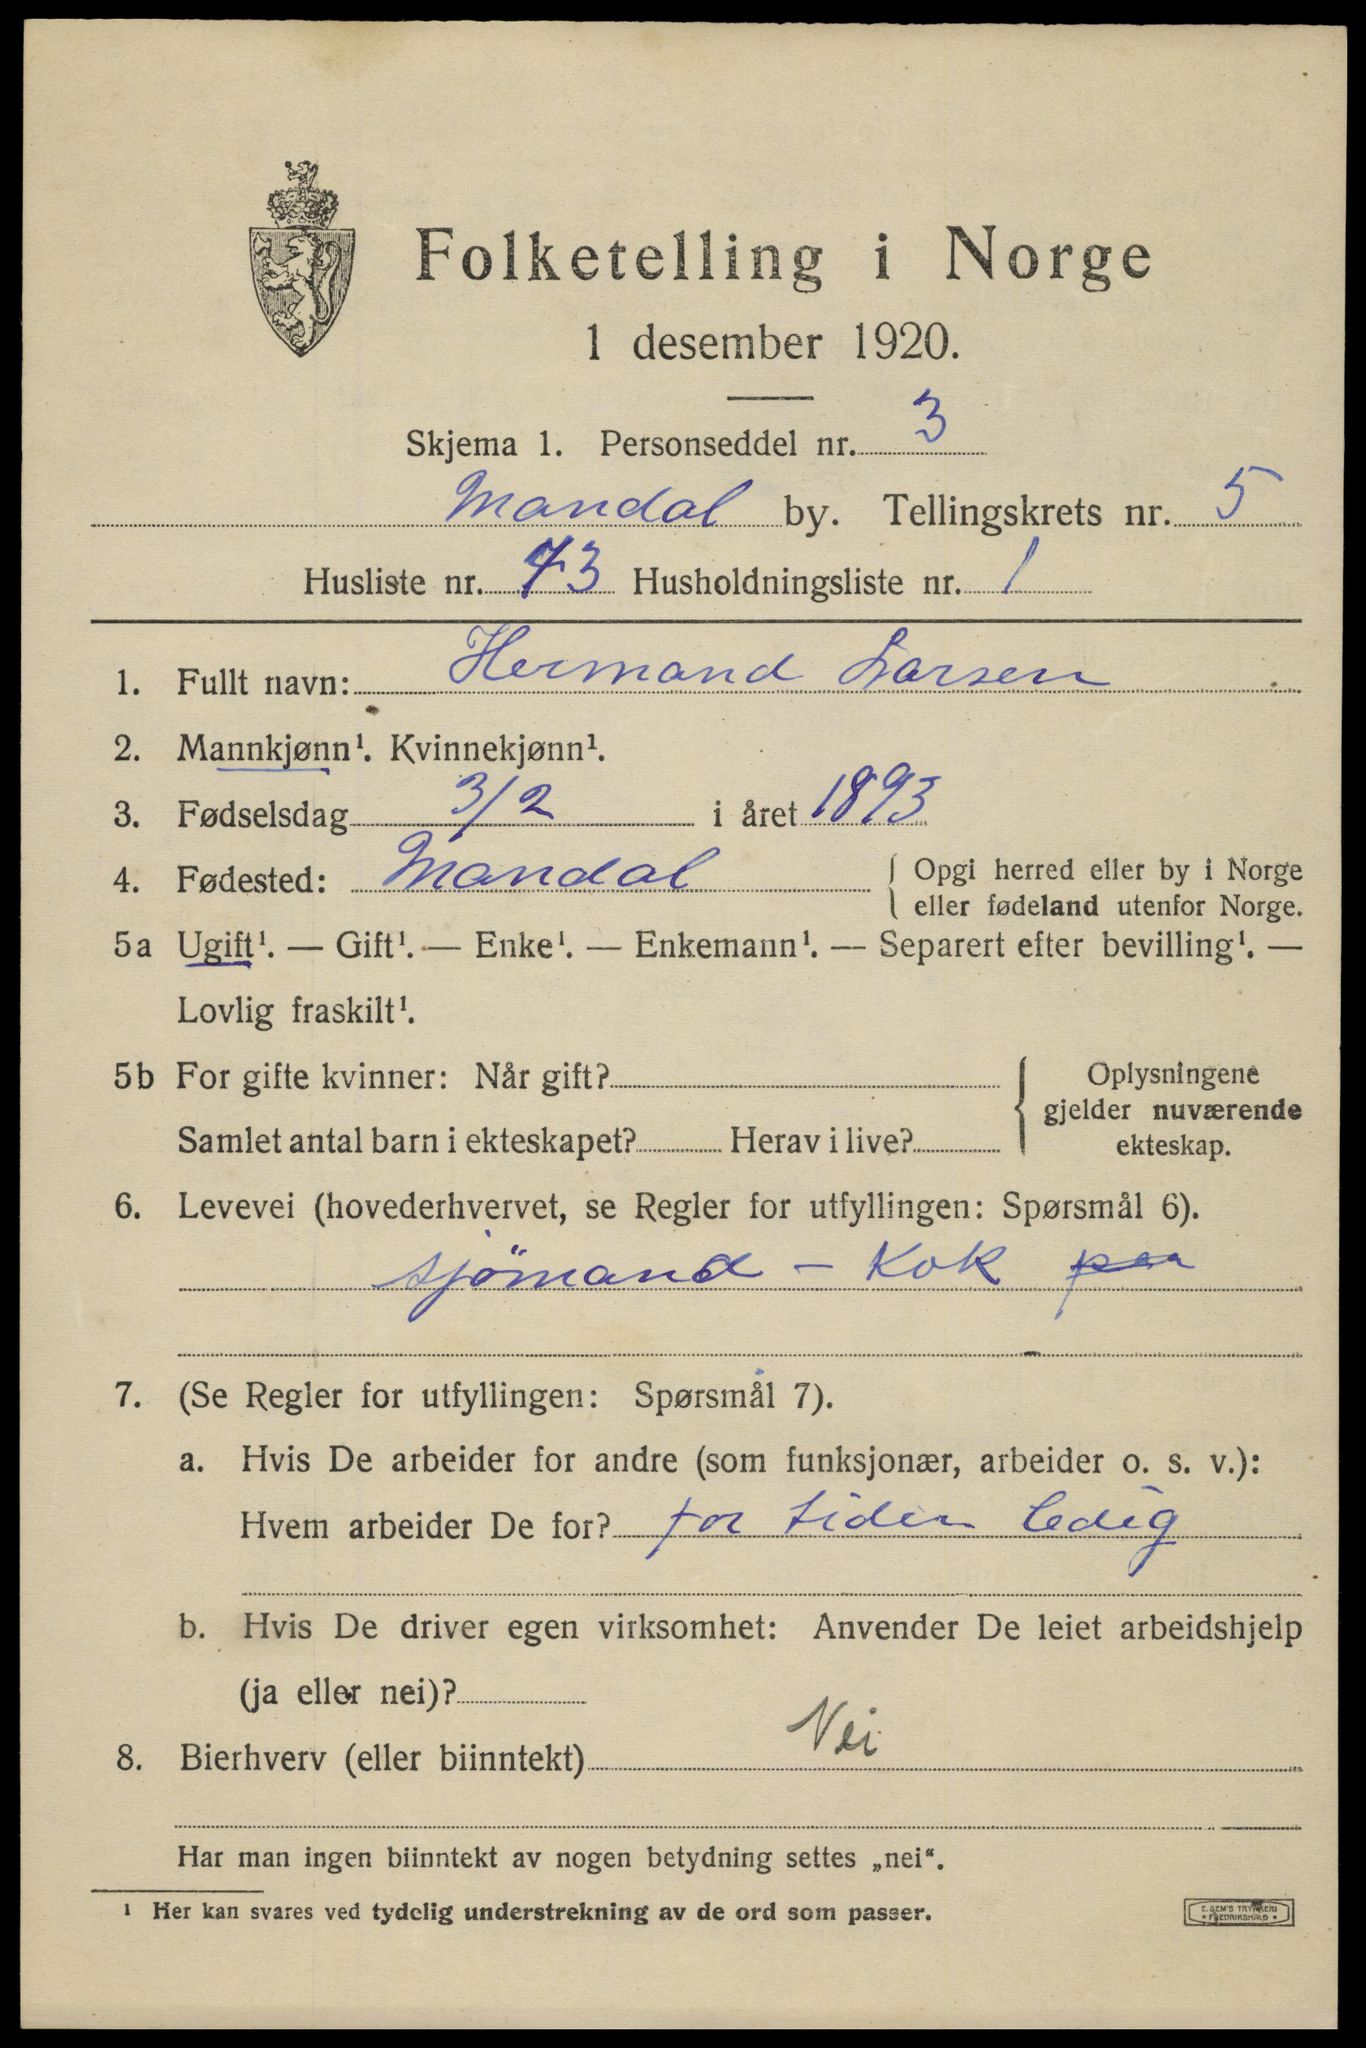 Folketelling i Norge
1 desember 1920.
Skjema 1. Personseddel nr. 3
Mandal by. Tellingskrets nr. 5
Husliste nr. 73 Husholdningsliste nr. 1
1. Fullt navn: Hermand Larsen
2. Mannkjønn¹. Kvinnekjønn¹.
3. Fødselsdag 3/2 i året 1893
4. Fødested: Mandal { Opgi herred eller by i Norge
eller fødeland utenfor Norge.
5a Ugift¹. — Gift¹. — Enke¹. — Enkemann¹. — Separert efter bevilling¹. —
Lovlig fraskilt¹.
5b For gifte kvinner: Når gift?
Samlet antal barn i ekteskapet? Herav i live?
{ Oplysningene
gjelder nuværende
ekteskap.
6. Levevei (hovederhvervet, se Regler for utfyllingen: Spørsmål 6).
sjömand – Kok
7. (Se Regler for utfyllingen: Spørsmål 7).
a. Hvis De arbeider for andre (som funksjonær, arbeider o. s. v.):
Hvem arbeider De for? for tiden ledig
b. Hvis De driver egen virksomhet: Anvender De leiet arbeidshjelp
(ja eller nei)?
8. Bierhverv (eller biinntekt) Nei
Har man ingen biinntekt av nogen betydning settes „nei“.
¹ Her kan svares ved tydelig understrekning av de ord som passer.
E. SEM'S TRYKKERI
• FREDRIKSHALD •